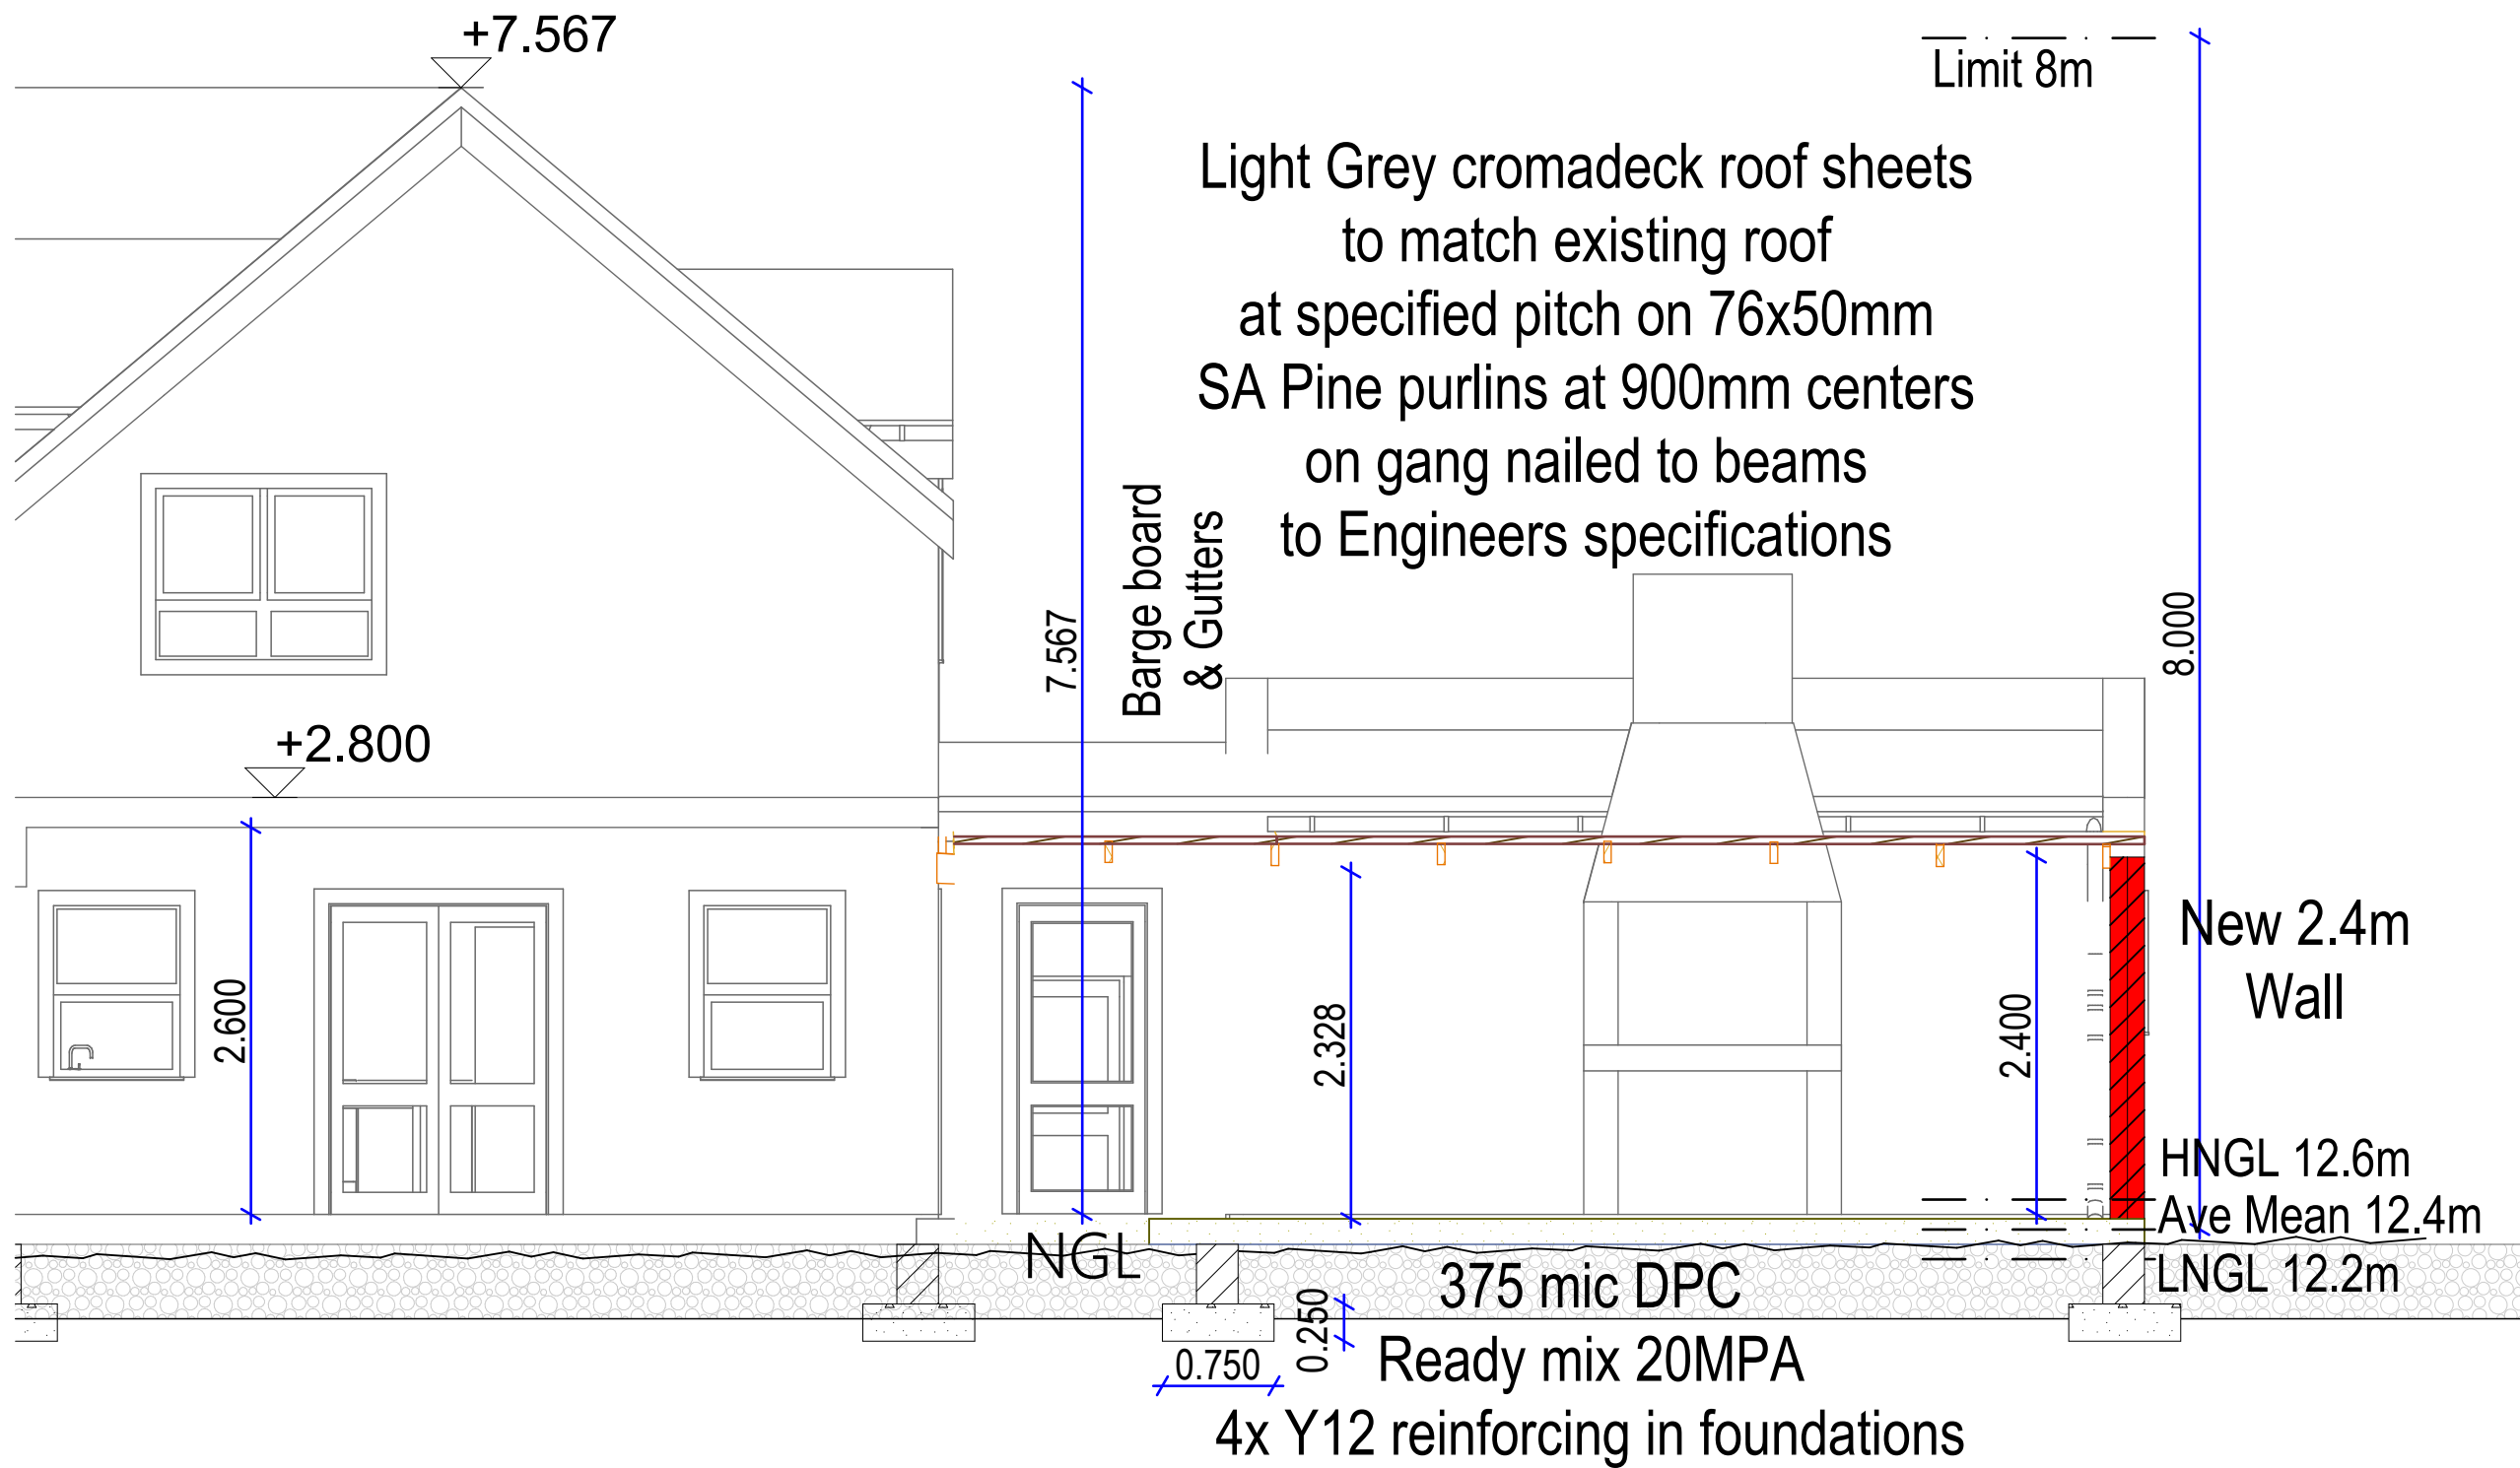 +7.567
Limit 8m
Light Grey cromadeck roof sheets
to match existing roof
at specified pitch on 76x50mm
SA Pine purlins at 900mm centers
on gang nailed to beams
to Engineers specifications
Barge board
& Gutters
7.567
8.000
+2.800
2.600
2.328
2.400
New 2.4m
Wall
HNGL 12.6m
Ave Mean 12.4m
LNGL 12.2m
NGL
375 mic DPC
0.250
0.750
Ready mix 20MPA
4x Y12 reinforcing in foundations